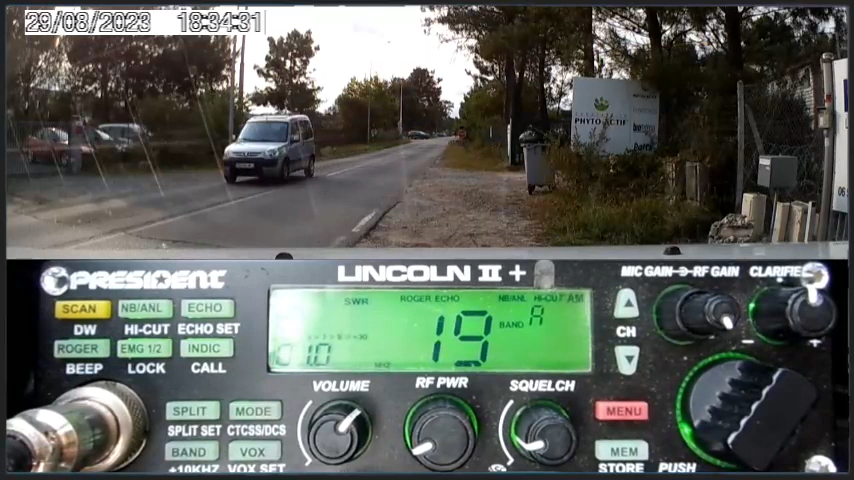 29/08/2023 18:34:31
PHYTO-ACTIF
PRESIDENT
LINCOLN II +
MIC GAIN RF GAIN CLARIFIER
SCAN NB/ANL ECHO
DW HI-CUT ECHO SET
ROGER EMG 1/2 INDIC
BEEP LOCK CALL
SWR ROGER ECHO NB/ANL HI-CUT AM
19 BAND A
MHz
CH
VOLUME RF PWR SQUELCH
SPLIT MODE
SPLIT SET CTCSS/DCS
BAND VOX
+10KHZ VOX SET
MENU
MEM
STORE
PUSH